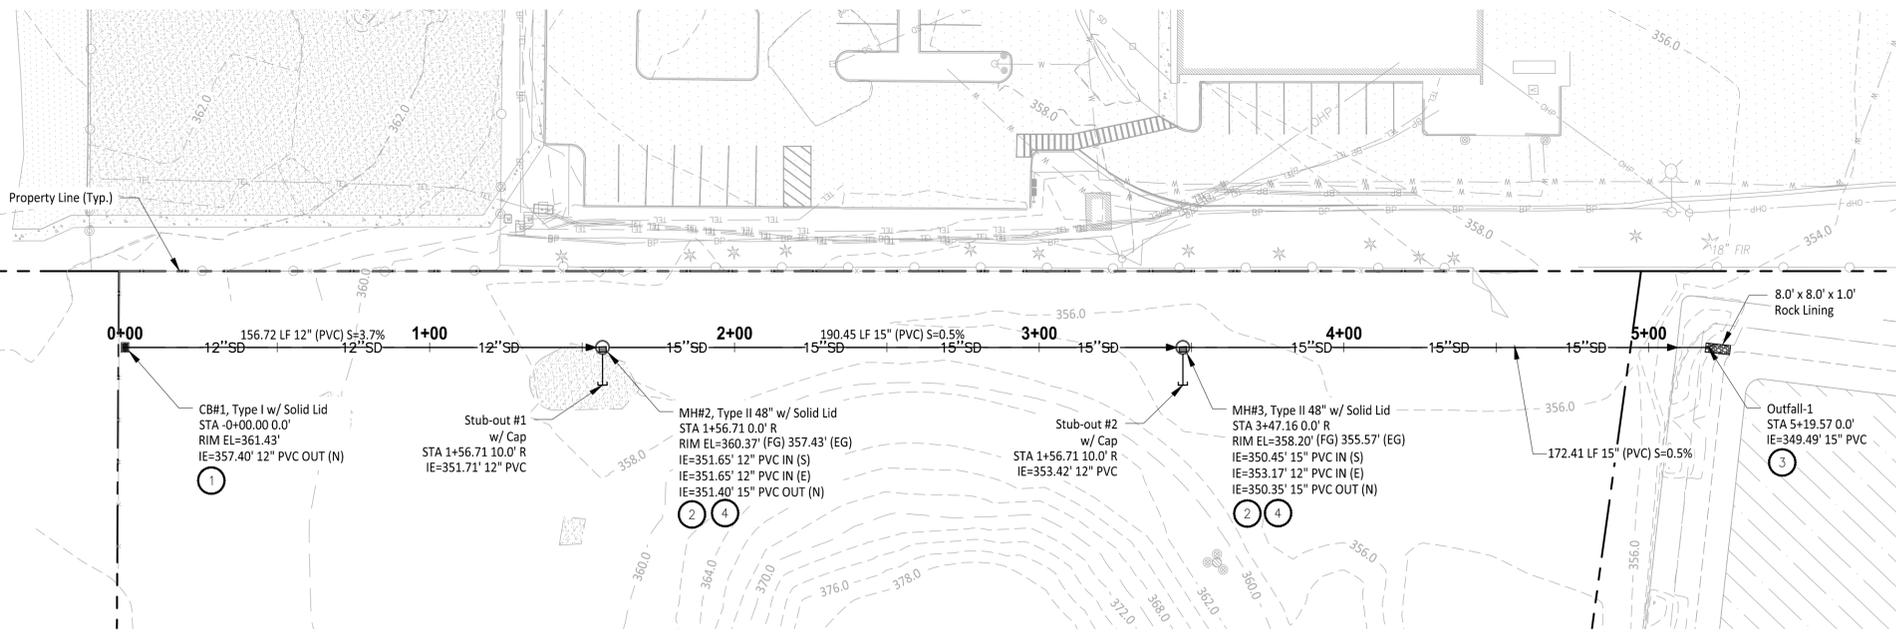 362.0
362.0
358.0
356.0
OHP
Property Line (Typ.)
360.0
358.0
18" FIR
354.0
8.0' x 8.0' x 1.0'
Rock Lining
0+00
1+00
2+00
3+00
4+00
5+00
156.72 LF 12" (PVC) S=3.7%
190.45 LF 15" (PVC) S=0.5%
356.0
12"SD
12"SD
12"SD
15"SD
15"SD
15"SD
15"SD
15"SD
15"SD
15"SD
CB#1, Type I w/ Solid Lid
STA -0+00.00 0.0'
RIM EL=361.43'
IE=357.40' 12" PVC OUT (N)
1
Stub-out #1
w/ Cap
STA 1+56.71 10.0' R
IE=351.71' 12" PVC
MH#2, Type II 48" w/ Solid Lid
STA 1+56.71 0.0' R
RIM EL=360.37' (FG) 357.43' (EG)
IE=351.65' 12" PVC IN (S)
IE=351.65' 12" PVC IN (E)
IE=351.40' 15" PVC OUT (N)
2 4
Stub-out #2
w/ Cap
STA 1+56.71 10.0' R
IE=353.42' 12" PVC
MH#3, Type II 48" w/ Solid Lid
STA 3+47.16 0.0' R
RIM EL=358.20' (FG) 355.57' (EG)
IE=350.45' 15" PVC IN (S)
IE=353.17' 12" PVC IN (E)
IE=350.35' 15" PVC OUT (N)
2 4
356.0
172.41 LF 15" (PVC) S=0.5%
Outfall-1
STA 5+19.57 0.0'
IE=349.49' 15" PVC
3
358.0
360.0
364.0
370.0
376.0
378.0
372.0
368.0
362.0
360.0
356.0
356.0